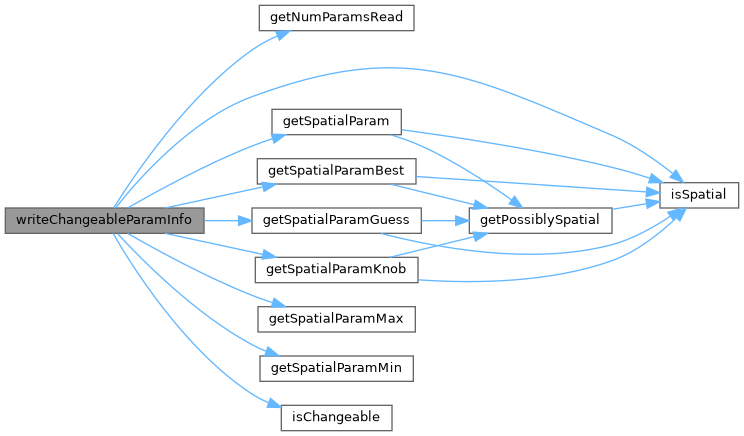 getNumParamsRead
getSpatialParam
getSpatialParamBest
isSpatial
writeChangeableParamInfo
getSpatialParamGuess
getPossiblySpatial
getSpatialParamKnob
getSpatialParamMax
getSpatialParamMin
isChangeable